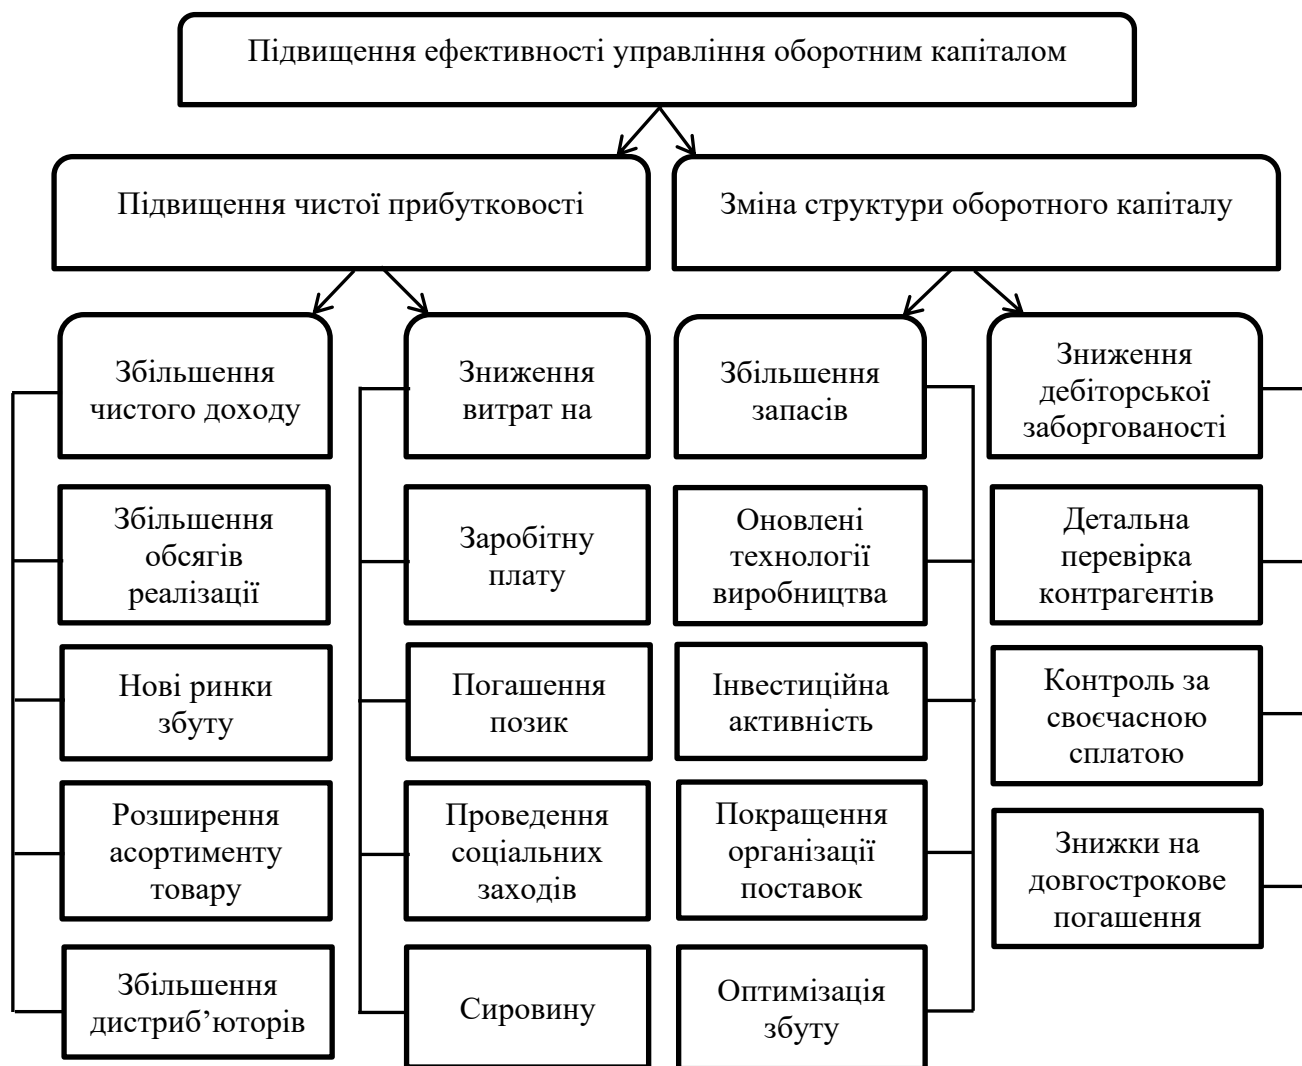 Підвищення ефективності управління оборотним капіталом
Підвищення чистої прибутковості
Зміна структури оборотного капіталу
Збільшення
чистого доходу
Збільшення
обсягів
реалізації
Нові ринки
збуту
Розширення
асортименту
товару
Збільшення
дистриб’юторів
Зниження
витрат на
Заробітну
плату
Погашення
позик
Проведення
соціальних
заходів
Сировину
Збільшення
запасів
Оновлені
технології
виробництва
Інвестиційна
активність
Покращення
організації
поставок
Оптимізація
збуту
Зниження
дебіторської
заборгованості
Детальна
перевірка
контрагентів
Контроль за
своєчасною
сплатою
Знижки на
довгострокове
погашення